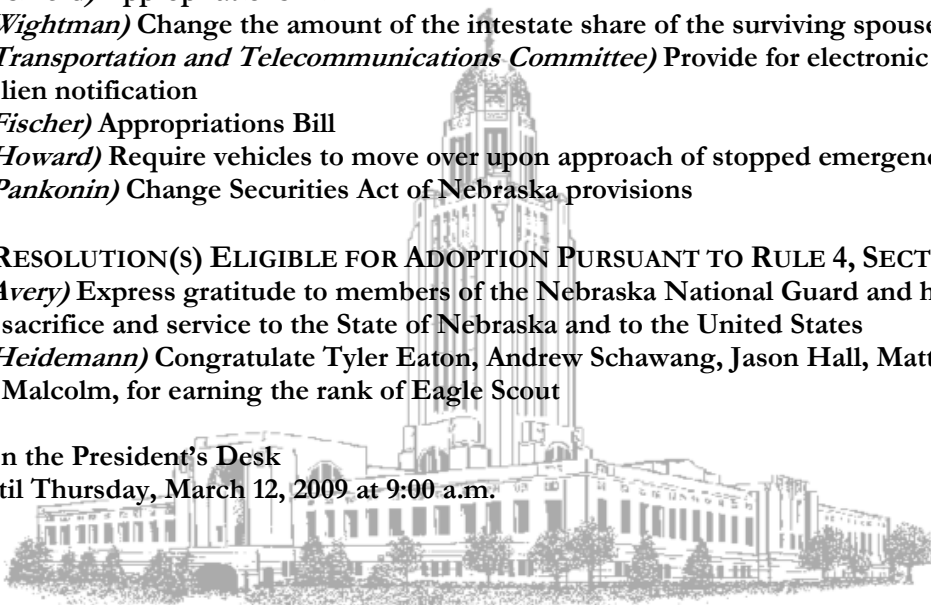 Wightman) Change the amount of the intestate share of the surviving spouse
Transportation and Telecommunications Committee) Provide for electronic
lien notification
Fischer) Appropriations Bill
Howard) Require vehicles to move over upon approach of stopped
Pankonin) Change Securities Act of Nebraska provisions
RESOLUTION(S) ELIGIBLE FOR ADOPTION PURSUANT TO RULE 4,
Avery) Express gratitude to members of the Nebraska National Guard and
sacrifice and service to the State of Nebraska and to the United States
Heidemann) Congratulate Tyler Eaton, Andrew Schawang, Jason Hall,
Malcolm, for earning the rank of Eagle Scout
the President's Desk
Thursday, March 12, 2009 at 9:00 a.m.